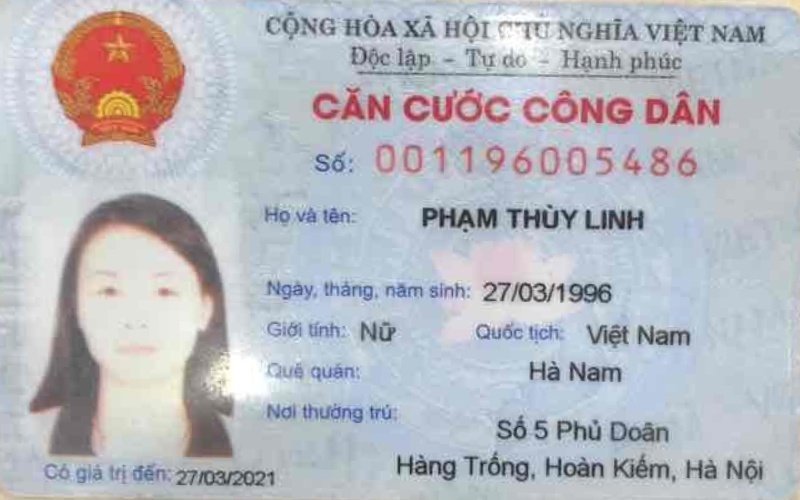 CỘNG HÒA XÃ HỘI CHỦ NGHĨA VIỆT NAM
Độc lập - Tự do - Hạnh phúc
CĂN CƯỚC CÔNG DÂN
Số: 001196005486
Họ và tên: PHẠM THÙY LINH
Ngày, tháng, năm sinh: 27/03/1996
Giới tính: Nữ Quốc tịch: Việt Nam
Quê quán: Hà Nam
Nơi thường trú:
Số 5 Phủ Doãn
Hàng Trống, Hoàn Kiếm, Hà Nội
Có giá trị đến: 27/03/2021